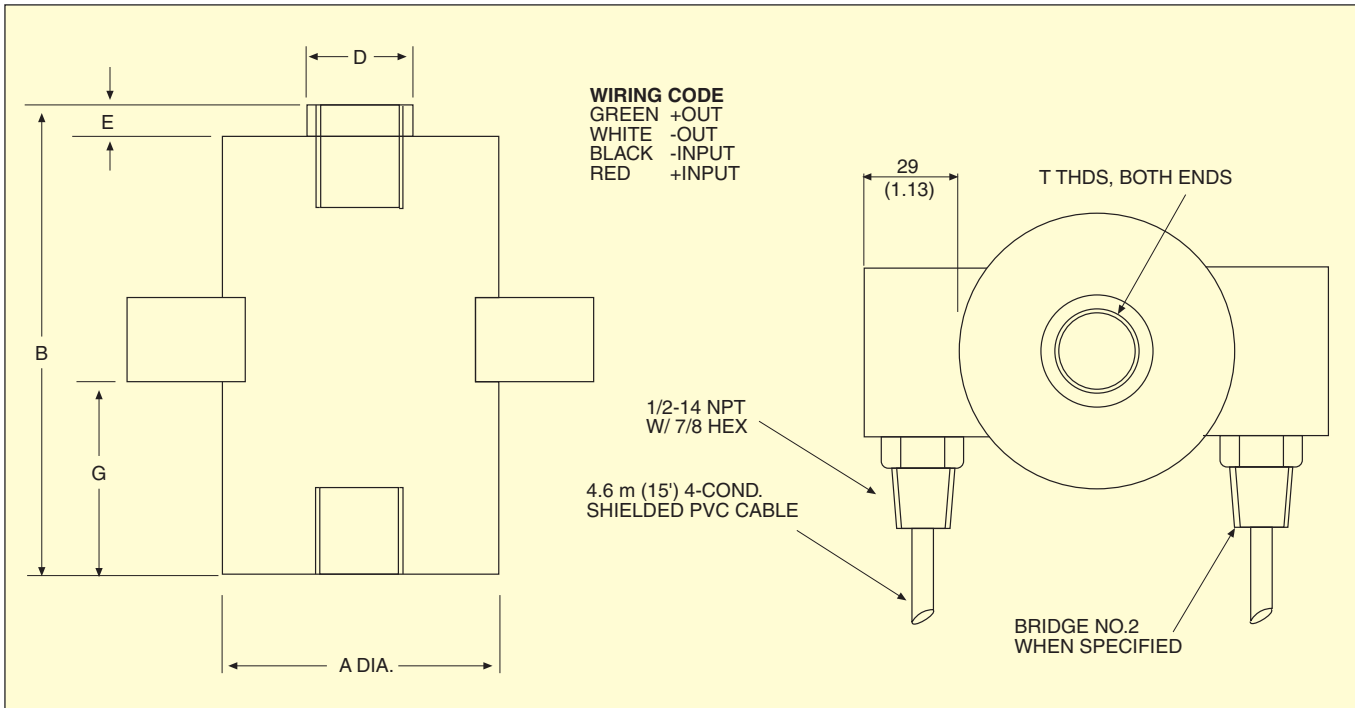 D
E
B
G
A DIA.
WIRING CODE
GREEN +OUT
WHITE -OUT
BLACK -INPUT
RED +INPUT
29
(1.13)
T THDS, BOTH ENDS
1/2-14 NPT
W/ 7/8 HEX
4.6 m (15') 4-COND.
SHIELDED PVC CABLE
BRIDGE NO.2
WHEN SPECIFIED